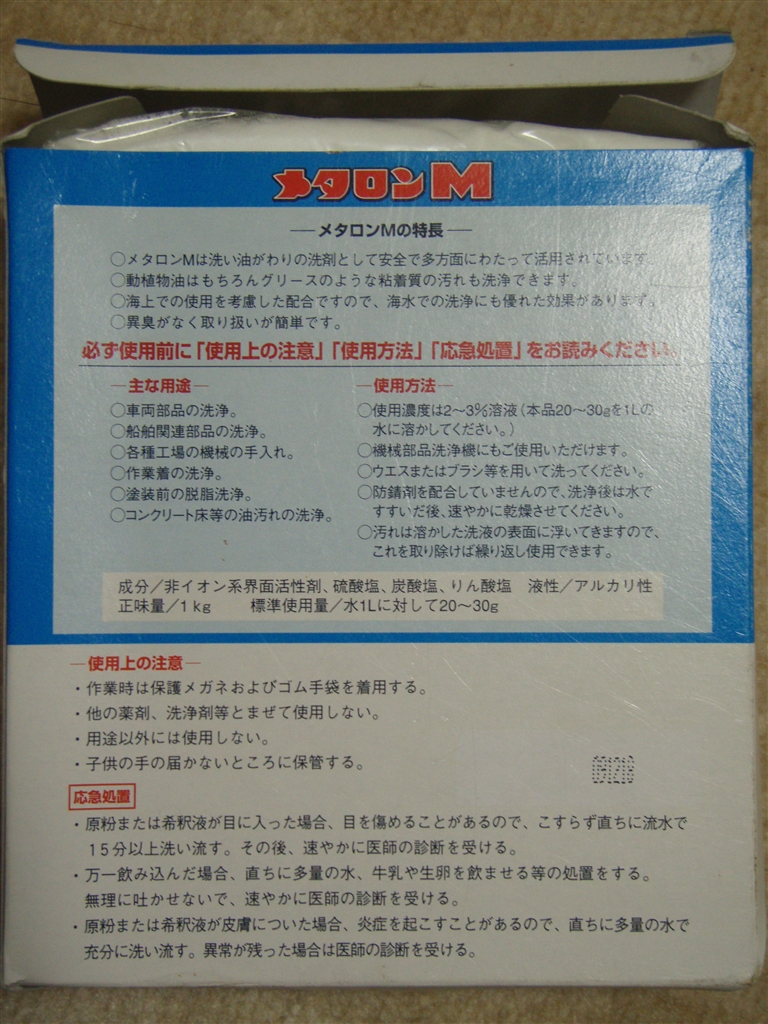 メタロンM
メタロンMの特長
○メタロンMは洗い油がわりの洗剤として安全で多方面にわたって活用されています。
○動植物油はもちろんグリースのような粘着質の汚れも洗浄できます。
○海上での使用を考慮した配合ですので、海水での洗浄にも優れた効果があります。
○異臭がなく取り扱いが簡単です。
必ず使用前に「使用上の注意」「使用方法」「応急処置」をお読みください。
主な用途
○車両部品の洗浄。
○船舶関連部品の洗浄。
○各種工場の機械の手入れ。
○作業着の洗浄。
○塗装前の脱脂洗浄。
○コンクリート床等の油汚れの洗浄。
使用方法
○使用濃度は2～3％溶液(本品20～30gを1Lの
水に溶かしてください。)
○機械部品洗浄機にもご使用いただけます。
○ウエスまたはブラシ等を用いて洗ってください。
○防錆剤を配合していませんので、洗浄後は水で
すすいだ後、速やかに乾燥させてください。
○汚れは溶かした洗液の表面に浮いてきますので、
これを取り除けば繰り返し使用できます。
成分／非イオン系界面活性剤、硫酸塩、炭酸塩、りん酸塩 液性／アルカリ性
正味量／1kg 標準使用量／水1Lに対して20～30g
使用上の注意
・作業時は保護メガネおよびゴム手袋を着用する。
・他の薬剤、洗浄剤等とまぜて使用しない。
・用途以外には使用しない。
・子供の手の届かないところに保管する。
応急処置
・原粉または希釈液が目に入った場合、目を傷めることがあるので、こすらず直ちに流水で
15分以上洗い流す。その後、速やかに医師の診断を受ける。
・万一飲み込んだ場合、直ちに多量の水、牛乳や生卵を飲ませる等の処置をする。
無理に吐かせないで、速やかに医師の診断を受ける。
・原粉または希釈液が皮膚についた場合、炎症を起こすことがあるので、直ちに多量の水で
充分に洗い流す。異常が残った場合は医師の診断を受ける。